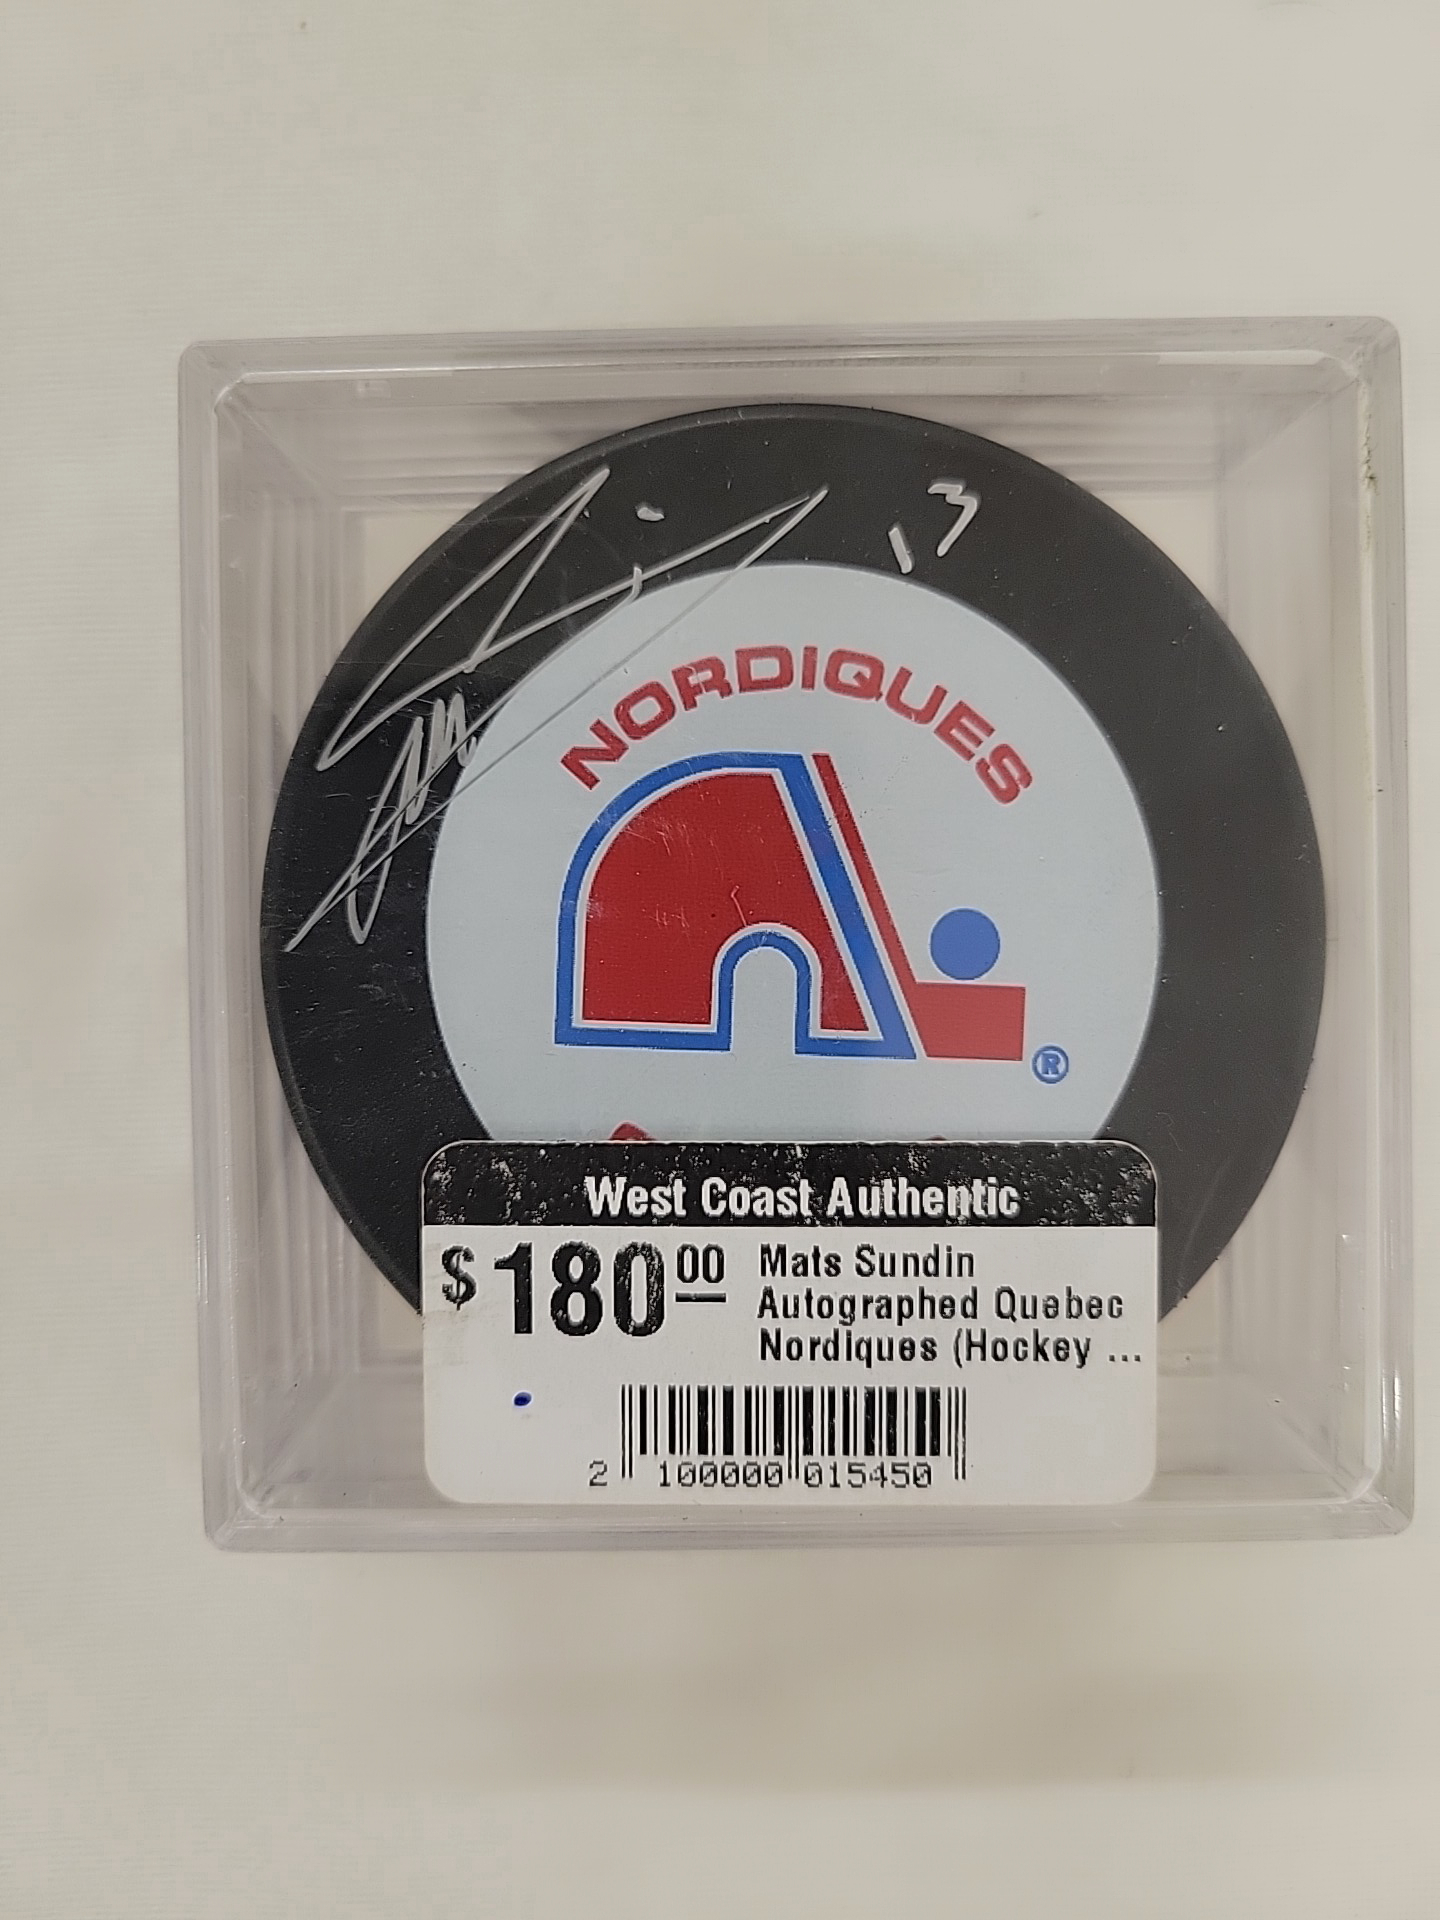 13
NORDIQUES
®
West Coast Authentic
$180.00 Mats Sundin
Autographed Quebec
Nordiques (Hockey ...
2 100000 015450